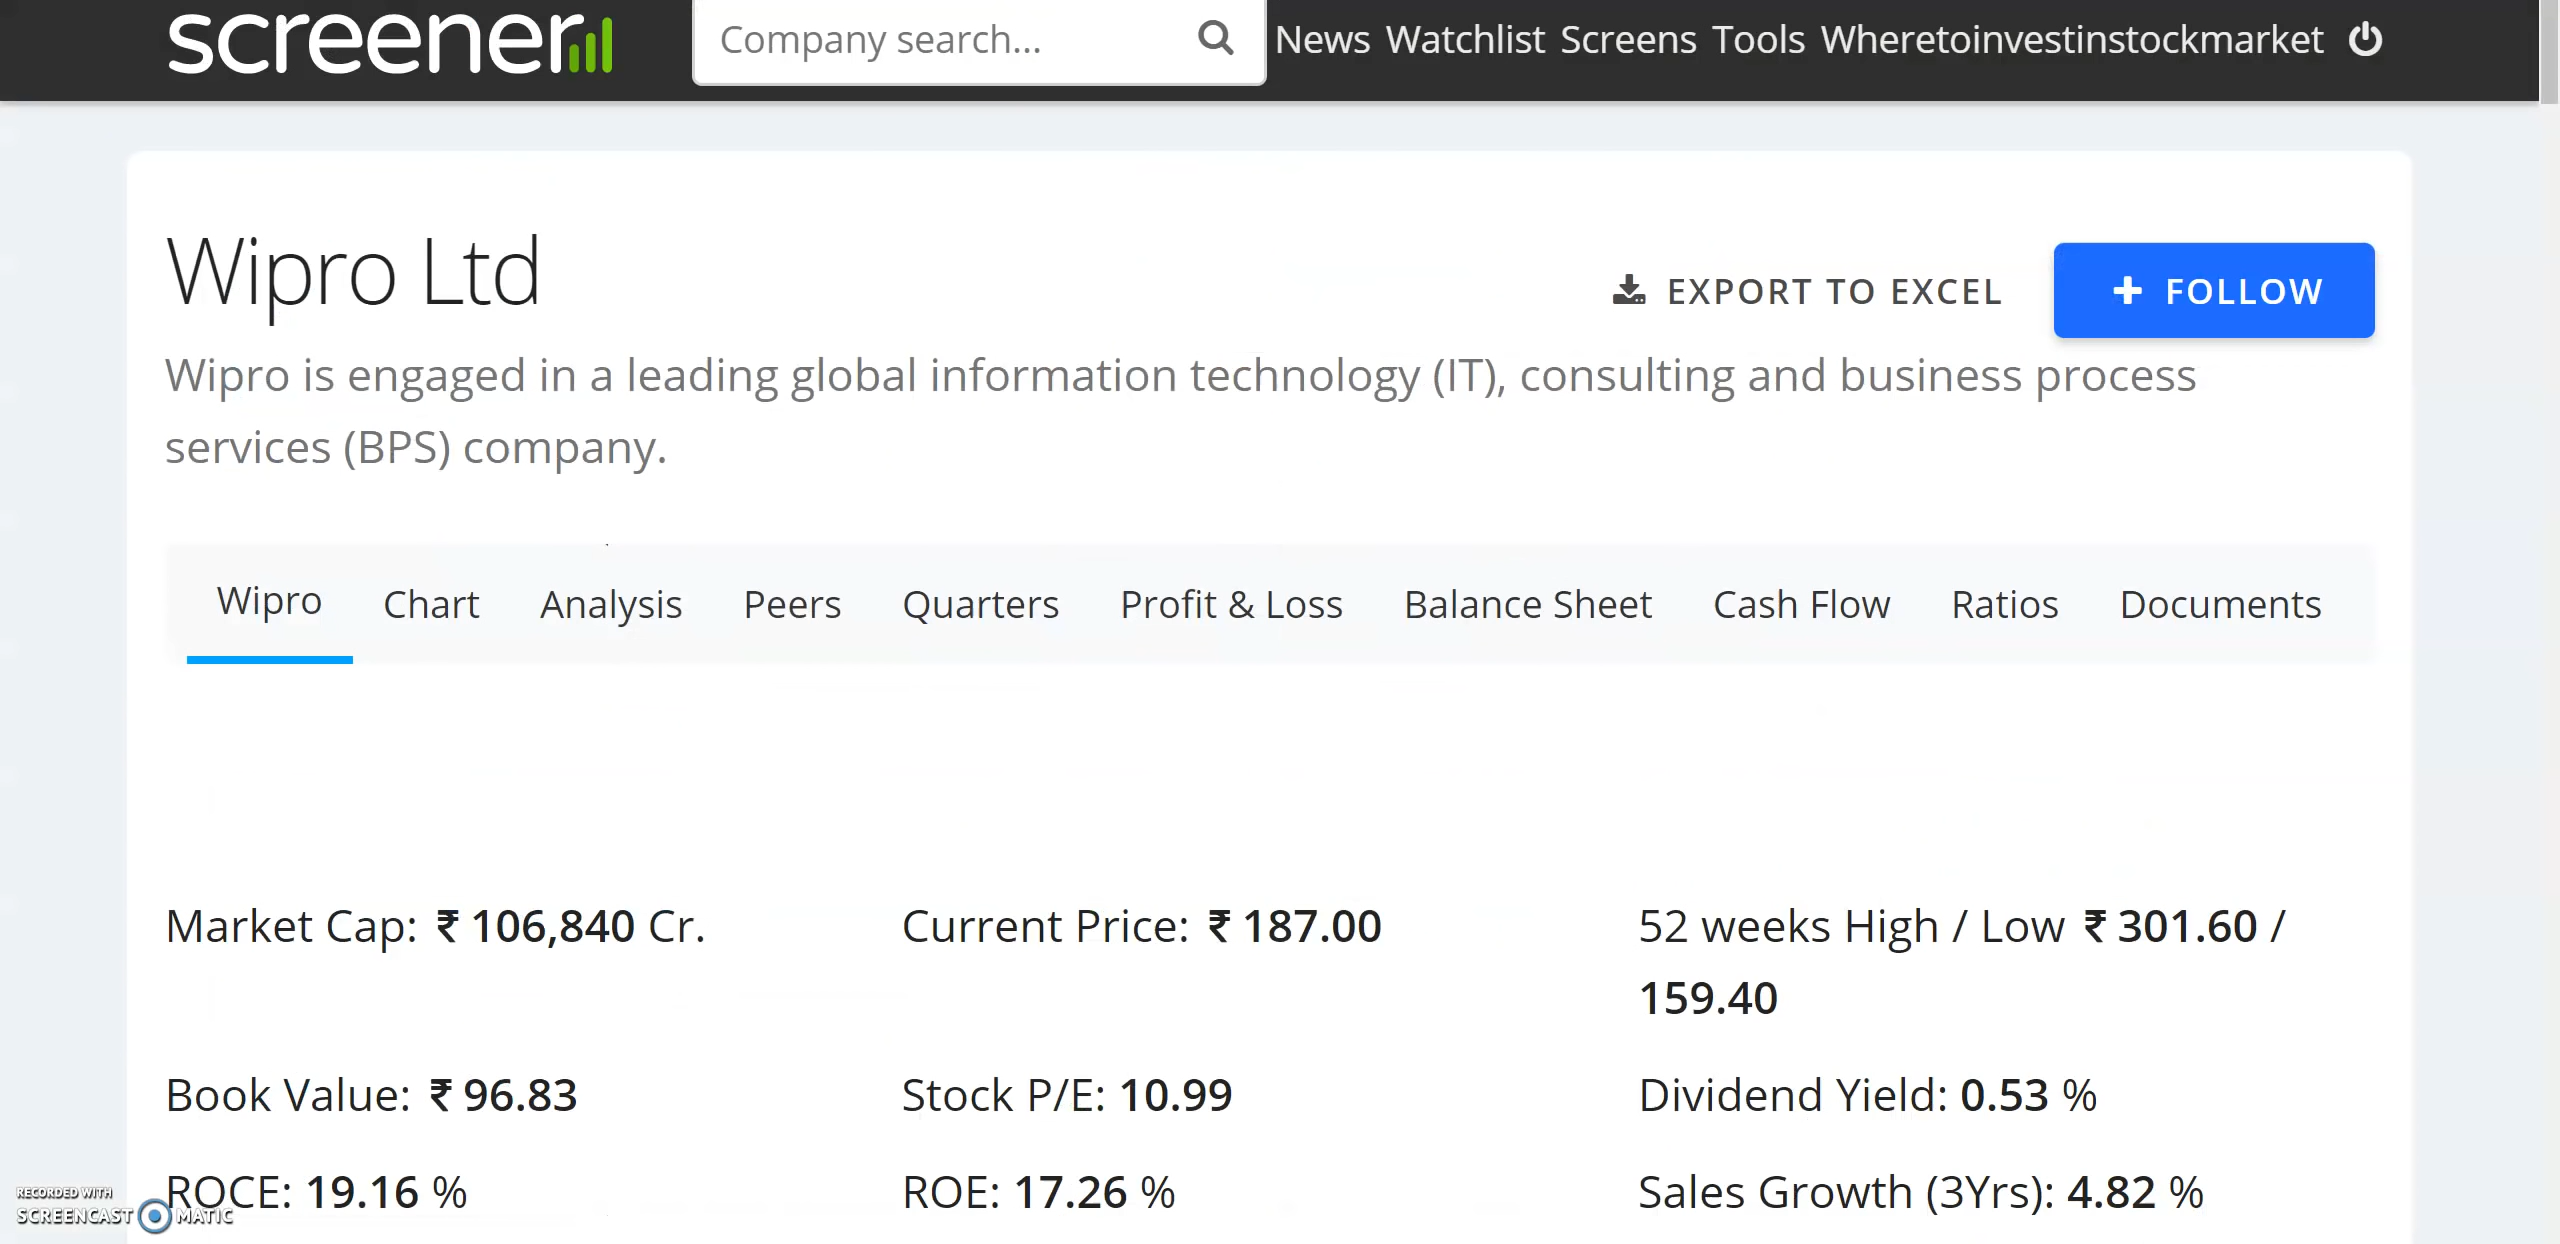 screener
Company search...
News Watchlist Screens Tools Wheretoinvestinstockmarket
Wipro Ltd
EXPORT TO EXCEL
+ FOLLOW
Wipro is engaged in a leading global information technology (IT), consulting and business process
services (BPS) company.
Wipro Chart Analysis Peers Quarters Profit & Loss Balance Sheet Cash Flow Ratios Documents
Market Cap: ₹ 106,840 Cr.
Current Price: ₹ 187.00
52 weeks High / Low ₹ 301.60 /
159.40
Book Value: ₹ 96.83
Stock P/E: 10.99
Dividend Yield: 0.53 %
ROCE: 19.16 %
ROE: 17.26 %
Sales Growth (3Yrs): 4.82 %
RECORDED WITH
SCREENCAST MATIC